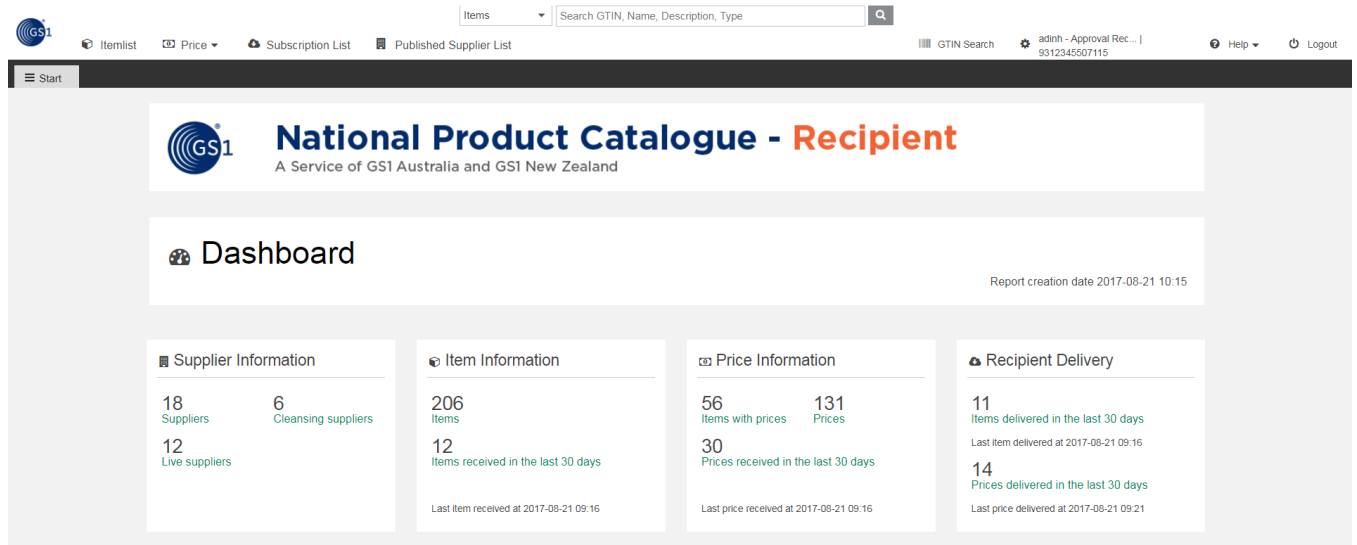 Items
Search GTIN, Name, Description, Type
GS1
Itemlist
Price
Subscription List
Published Supplier List
GTIN Search
adinh - Approval Rec... |
9312345507115
Help
Logout
Start
GS1
National Product Catalogue - Recipient
A Service of GS1 Australia and GS1 New Zealand
Dashboard
Report creation date 2017-08-21 10:15
Supplier Information
18
Suppliers
6
Cleansing suppliers
12
Live suppliers
Item Information
206
Items
12
Items received in the last 30 days
Last item received at 2017-08-21 09:16
Price Information
56
Items with prices
131
Prices
30
Prices received in the last 30 days
Last price received at 2017-08-21 09:16
Recipient Delivery
11
Items delivered in the last 30 days
Last item delivered at 2017-08-21 09:16
14
Prices delivered in the last 30 days
Last price delivered at 2017-08-21 09:21